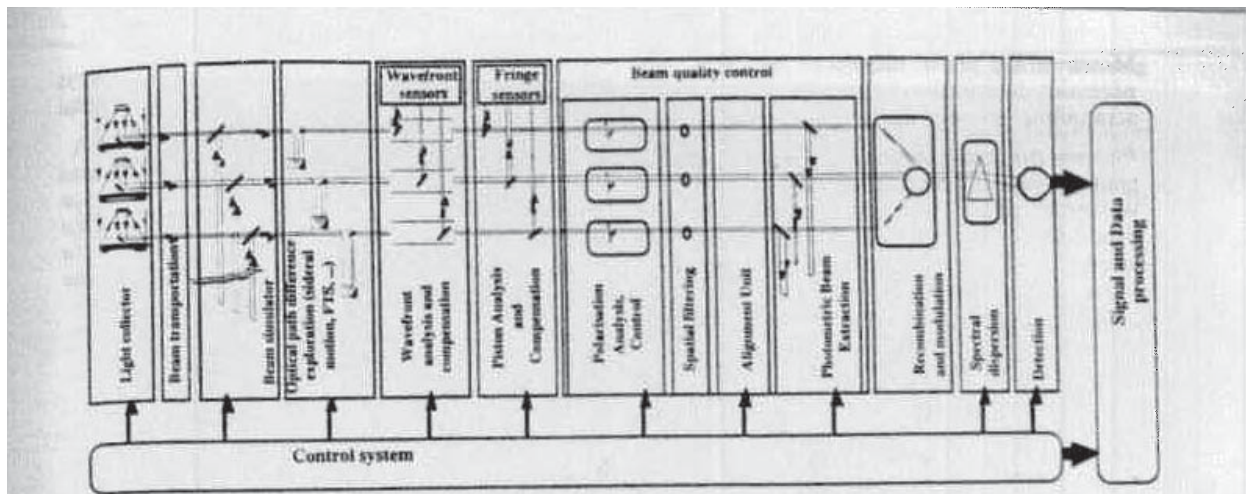 Wavefront
sensors
Fringe
sensors
Beam quality control
Light collector
Beam transportation
Beam simulator
Optical path difference
exploration (sideral
motion, FTS, ...)
Wavefront
analysis and
compensation
Piston Analysis
and
Compensation
Polarisation
Analysis,
Control
Spatial filtering
Alignment Unit
Photometric Beam
Extraction
Recombination
and modulation
Spectral
dispersion
Detection
Signal and Data
processing
Control system